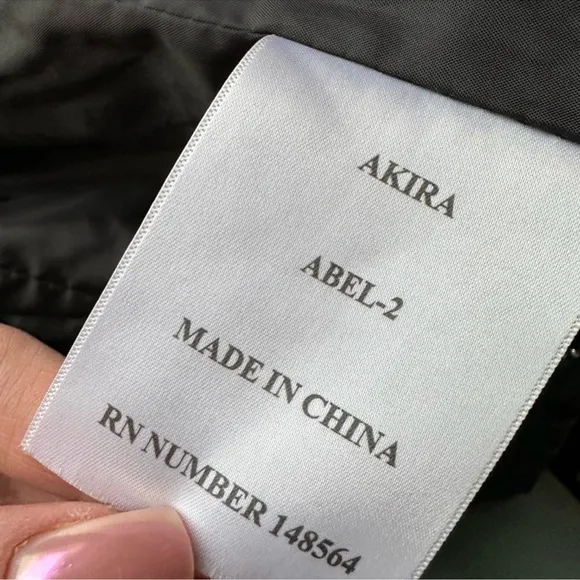 AKIRA
ABEL-2
MADE IN CHINA
RN NUMBER 148564